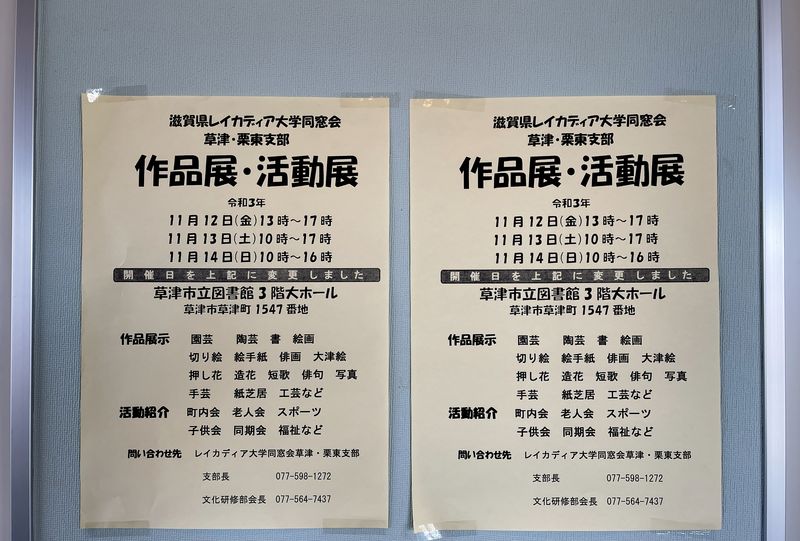 滋賀県レイカディア大学同窓会
草津・栗東支部
作品展・活動展
令和3年
11月12日(金)13時～17時
11月13日(土)10時～17時
11月14日(日)10時～16時
開催日を上記に変更しました
草津市立図書館3階大ホール
草津市草津町1547番地
作品展示 園芸 陶芸 書 絵画
切り絵 絵手紙 俳画 大津絵
押し花 造花 短歌 俳句 写真
手芸 紙芝居 工芸など
活動紹介 町内会 老人会 スポーツ
子供会 同期会 福祉など
問い合わせ先 レイカディア大学同窓会草津・栗東支部
支部長 077-598-1272
文化研修部会長 077-564-7437
滋賀県レイカディア大学同窓会
草津・栗東支部
作品展・活動展
令和3年
11月12日(金)13時～17時
11月13日(土)10時～17時
11月14日(日)10時～16時
開催日を上記に変更しました
草津市立図書館3階大ホール
草津市草津町1547番地
作品展示 園芸 陶芸 書 絵画
切り絵 絵手紙 俳画 大津絵
押し花 造花 短歌 俳句 写真
手芸 紙芝居 工芸など
活動紹介 町内会 老人会 スポーツ
子供会 同期会 福祉など
問い合わせ先 レイカディア大学同窓会草津・栗東支部
支部長 077-598-1272
文化研修部会長 077-564-7437